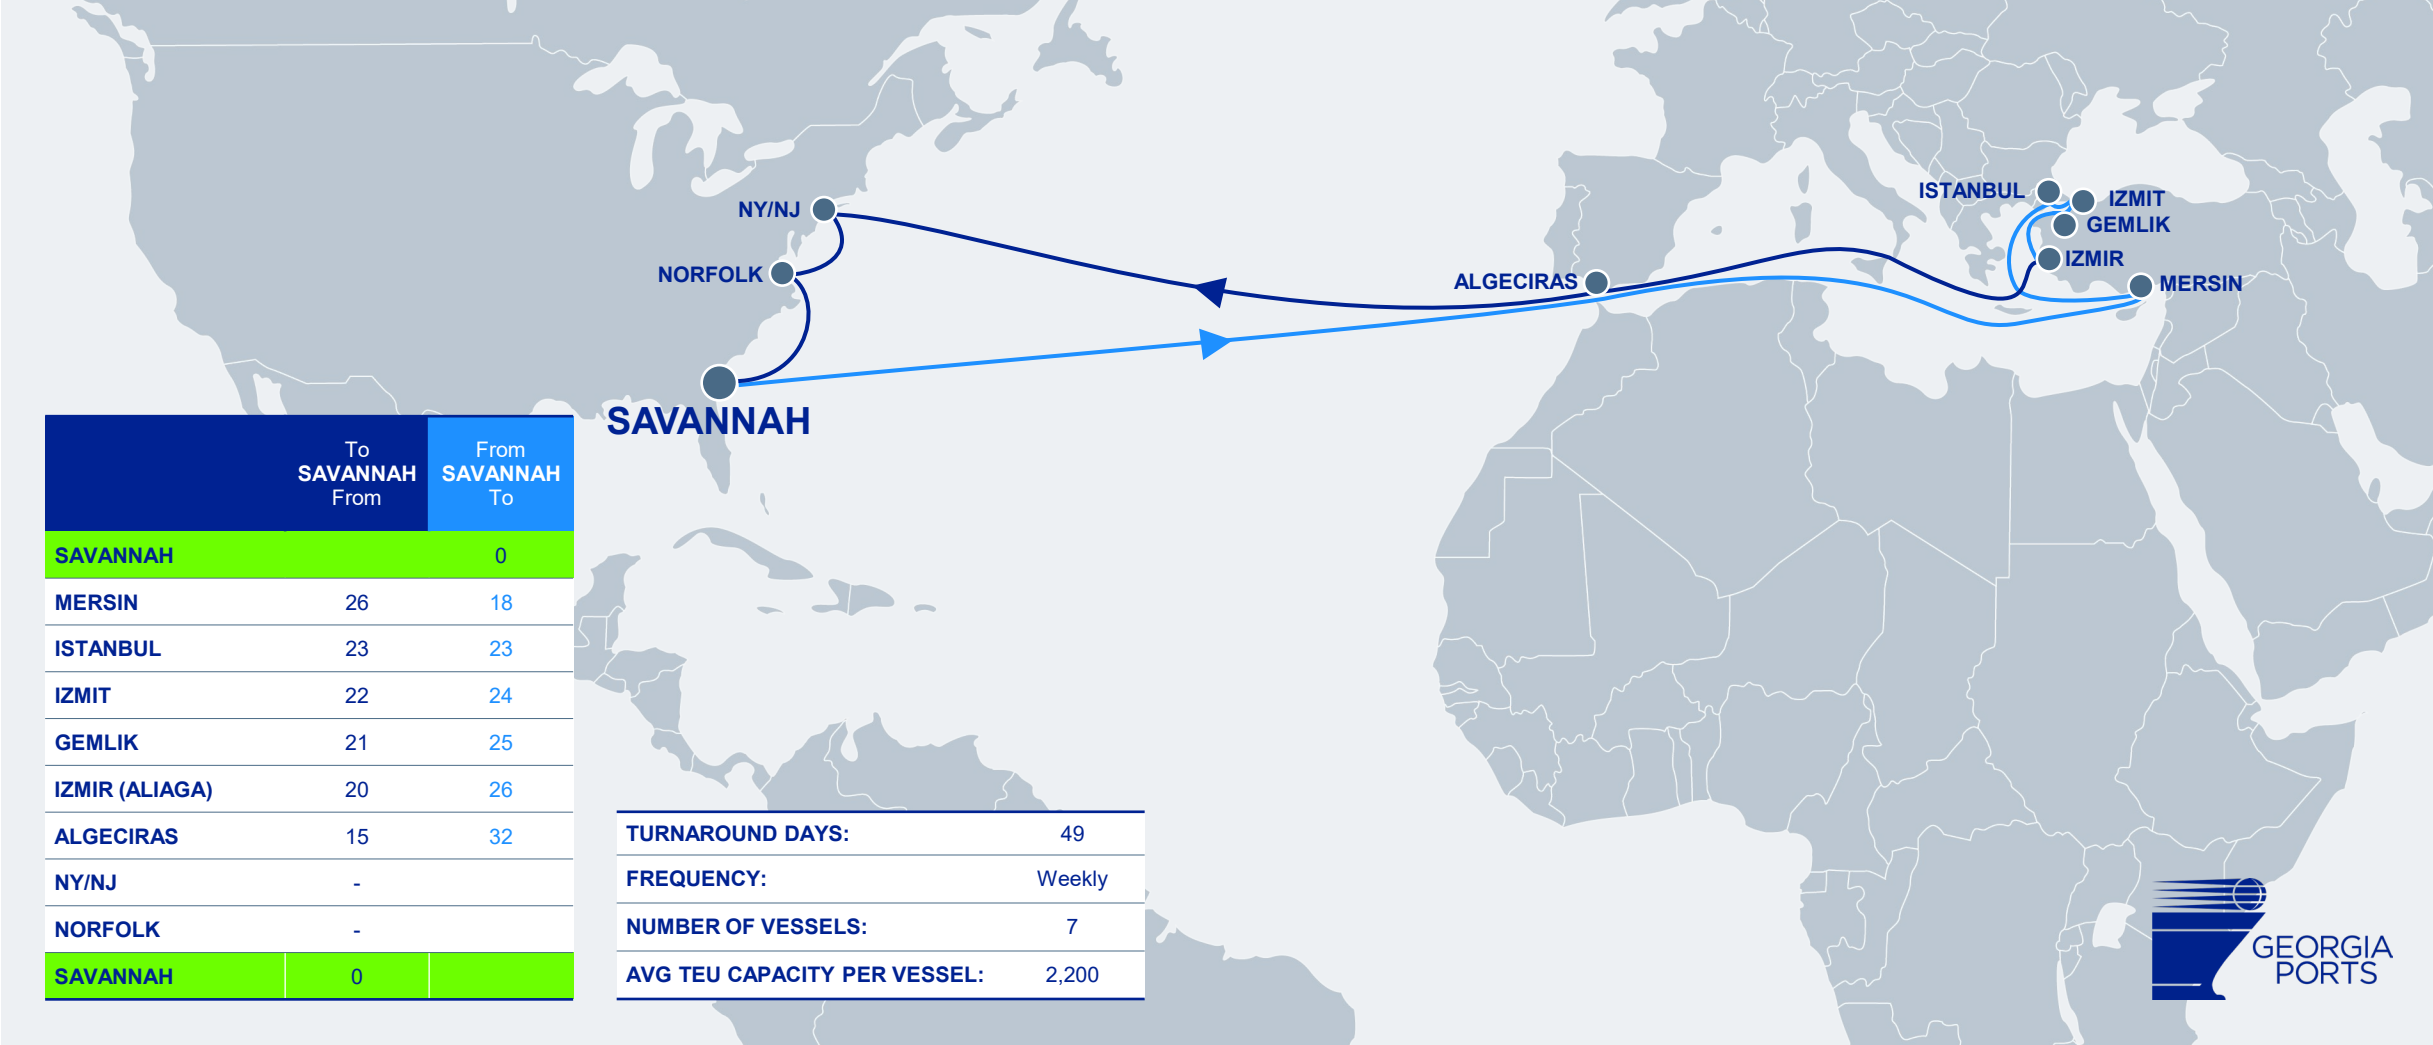 NY/NJ
NORFOLK
SAVANNAH
ALGECIRAS
ISTANBUL
IZMIT
GEMLIK
IZMIR
MERSIN
To SAVANNAH From
From SAVANNAH To
SAVANNAH 0
MERSIN 26 18
ISTANBUL 23 23
IZMIT 22 24
GEMLIK 21 25
IZMIR (ALIAGA) 20 26
ALGECIRAS 15 32
NY/NJ -
NORFOLK -
SAVANNAH 0
TURNAROUND DAYS: 49
FREQUENCY: Weekly
NUMBER OF VESSELS: 7
AVG TEU CAPACITY PER VESSEL: 2,200
GEORGIA
PORTS